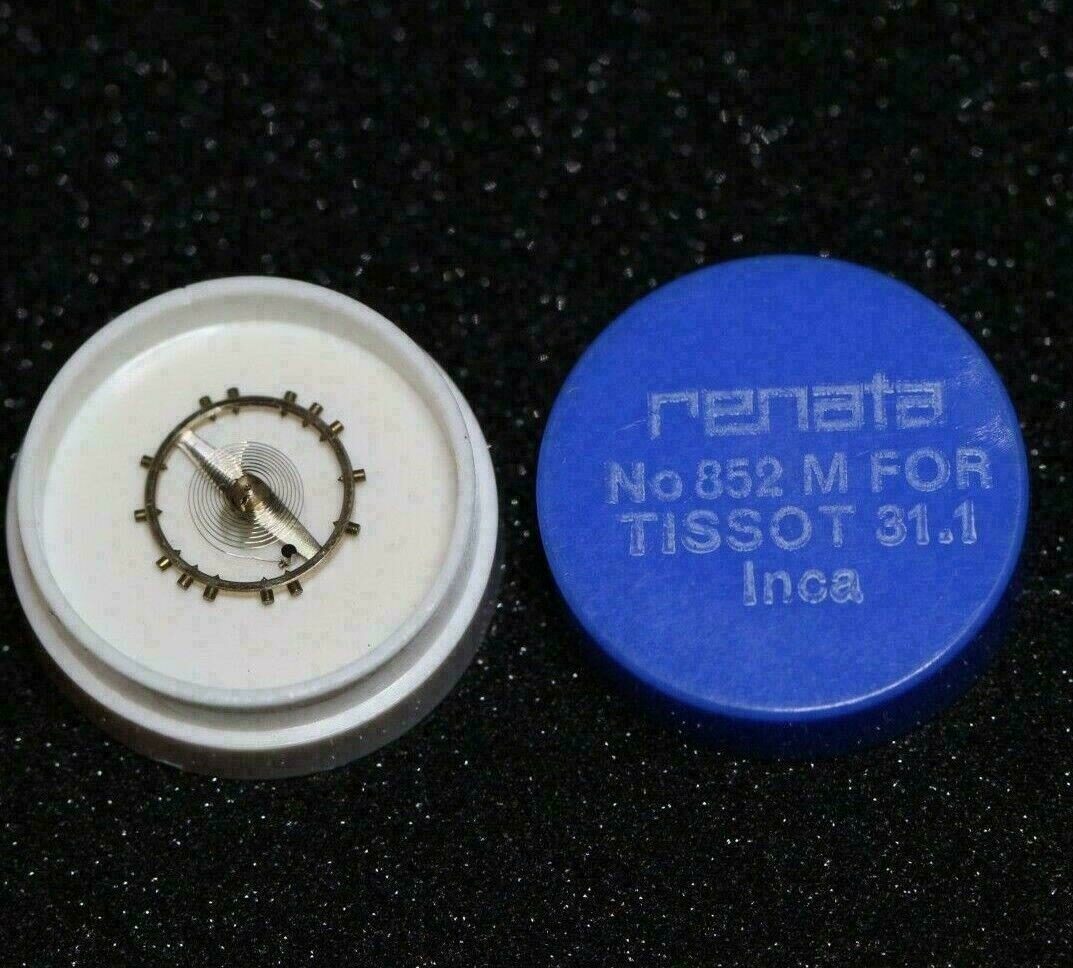 renata
No 852 M FOR
TISSOT 31.1
Inca